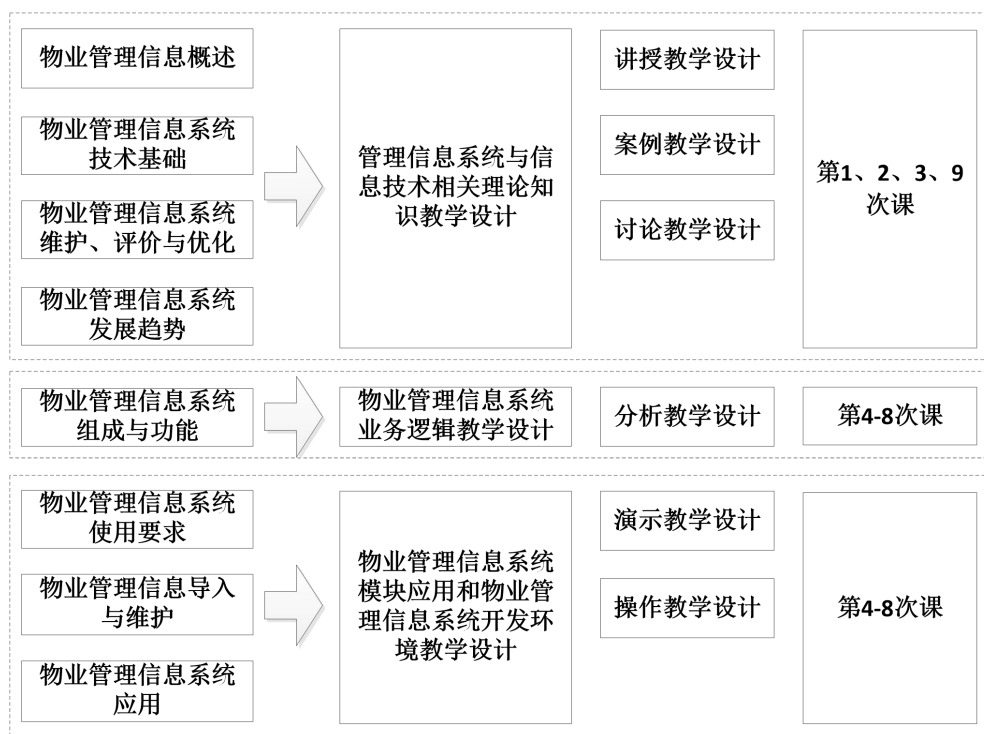 物业管理信息概述
物业管理信息系统
技术基础
物业管理信息系统
维护、评价与优化
物业管理信息系统
发展趋势
管理信息系统与信
息技术相关理论知
识教学设计
讲授教学设计
案例教学设计
讨论教学设计
第1、2、3、9
次课
物业管理信息系统
组成与功能
物业管理信息系统
业务逻辑教学设计
分析教学设计
第4-8次课
物业管理信息系统
使用要求
物业管理信息导入
与维护
物业管理信息系统
应用
物业管理信息系统
模块应用和物业管
理信息系统开发环
境教学设计
演示教学设计
操作教学设计
第4-8次课